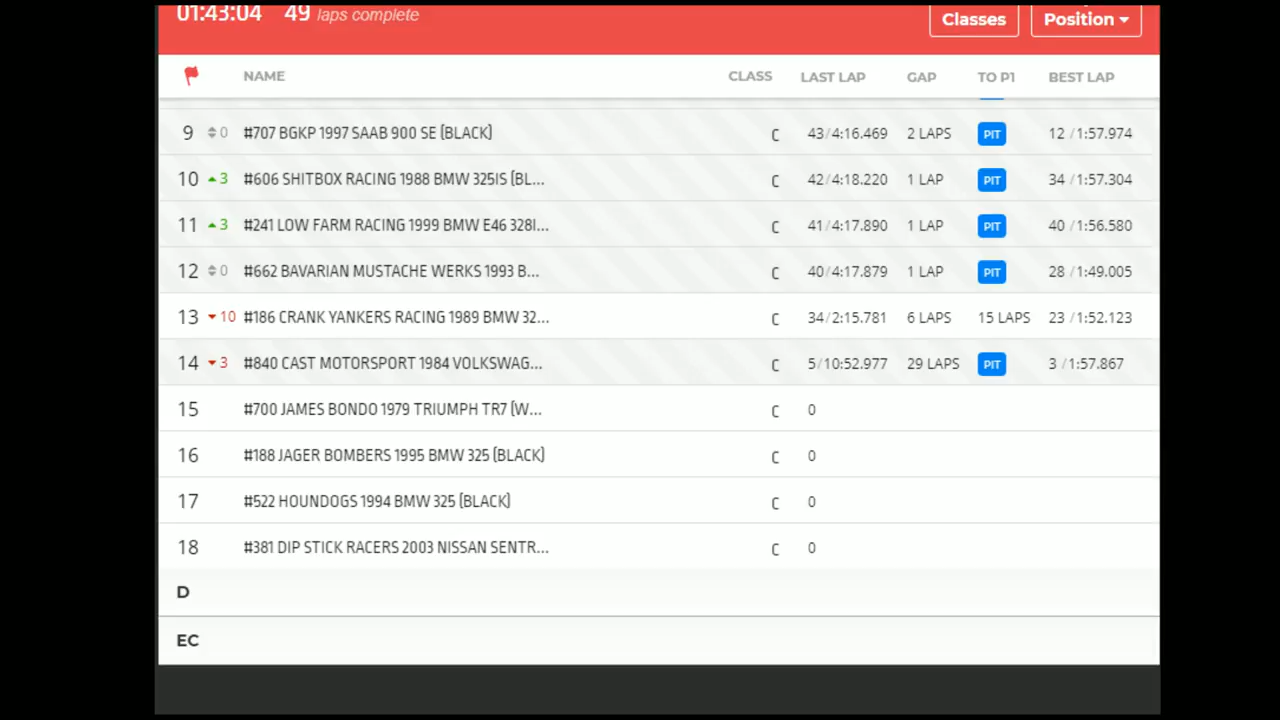 01:43:04 49 laps complete Classes Position
NAME CLASS LAST LAP GAP TO P1 BEST LAP
9 0 #707 BGKP 1997 SAAB 900 SE (BLACK) C 43/4:16.469 2 LAPS PIT 12 /1:57.974
10 3 #606 SHITBOX RACING 1988 BMW 325IS (BL... C 42/4:18.220 1 LAP PIT 34 /1:57.304
11 3 #241 LOW FARM RACING 1999 BMW E46 328I... C 41/4:17.890 1 LAP PIT 40 /1:56.580
12 0 #662 BAVARIAN MUSTACHE WERKS 1993 B... C 40/4:17.879 1 LAP PIT 28 /1:49.005
13 10 #186 CRANK YANKERS RACING 1989 BMW 32... C 34/2:15.781 6 LAPS 15 LAPS 23 /1:52.123
14 3 #840 CAST MOTORSPORT 1984 VOLKSWAG... C 5/10:52.977 29 LAPS PIT 3 /1:57.867
15 #700 JAMES BONDO 1979 TRIUMPH TR7 (W... C 0
16 #188 JAGER BOMBERS 1995 BMW 325 (BLACK) C 0
17 #522 HOUNDOGS 1994 BMW 325 (BLACK) C 0
18 #381 DIP STICK RACERS 2003 NISSAN SENTR... C 0
D
EC